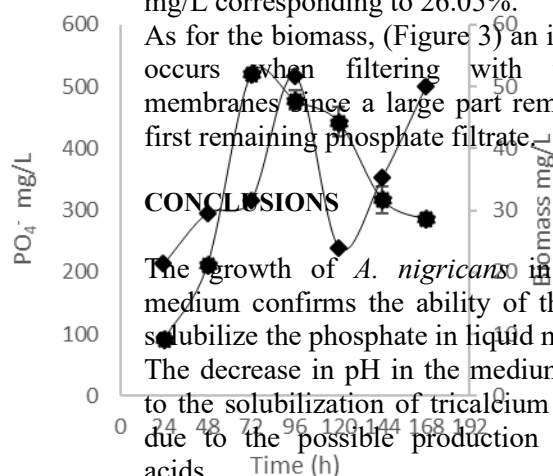 mg/L corresponding to 26.05%.
As for the biomass, (Figure 3) an i
occurs when filtering with
membranes since a large part rem
first remaining phosphate filtrate.
CONCLUSIONS
The growth of A. nigricans in
medium confirms the ability of th
solubilize the phosphate in liquid m
The decrease in pH in the medium
to the solubilization of tricalcium
due to the possible production
acids.
600
500
400
300
200
100
0
PO₄⁻ mg/L
60
50
40
30
20
10
0
Biomass mg/L
0 24 48 72 96 120 144 168 192
Time (h)